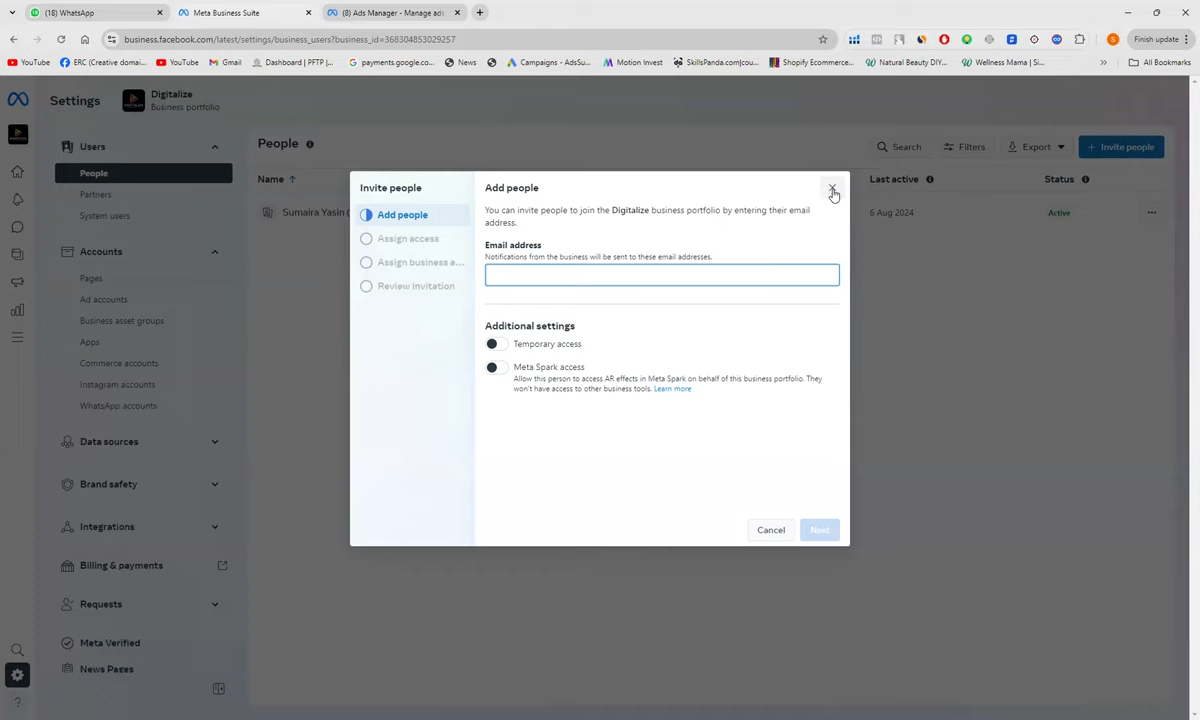 (18) WhatsApp
Meta Business Suite
(8) Ads Manager - Manage ads
business.facebook.com/latest/settings/business_users?business_id=368304853029257
Finish update
YouTube
ERC (Creative domai...
YouTube
Gmail
Dashboard | PFTP |...
payments.google.co...
News
Campaigns - AdsSu...
Motion Invest
SkillsPanda.com|cou...
Shopify Ecommerce...
Natural Beauty DIY...
Wellness Mama | Si...
All Bookmarks
Settings
Digitalize
Business portfolio
Users
People
Partners
System users
Accounts
Pages
Ad accounts
Business asset groups
Apps
Commerce accounts
Instagram accounts
WhatsApp accounts
Data sources
Brand safety
Integrations
Billing & payments
Requests
Meta Verified
News Pages
People
Search
Filters
Export
+ Invite people
Name
Last active
Status
Sumaira Yasin (
6 Aug 2024
Active
Invite people
Add people
Assign access
Assign business a...
Review invitation
Add people
You can invite people to join the Digitalize business portfolio by entering their email
address.
Email address
Notifications from the business will be sent to these email addresses.
Additional settings
Temporary access
Meta Spark access
Allow this person to access AR effects in Meta Spark on behalf of this business portfolio. They
won't have access to other business tools. Learn more
Cancel
Next